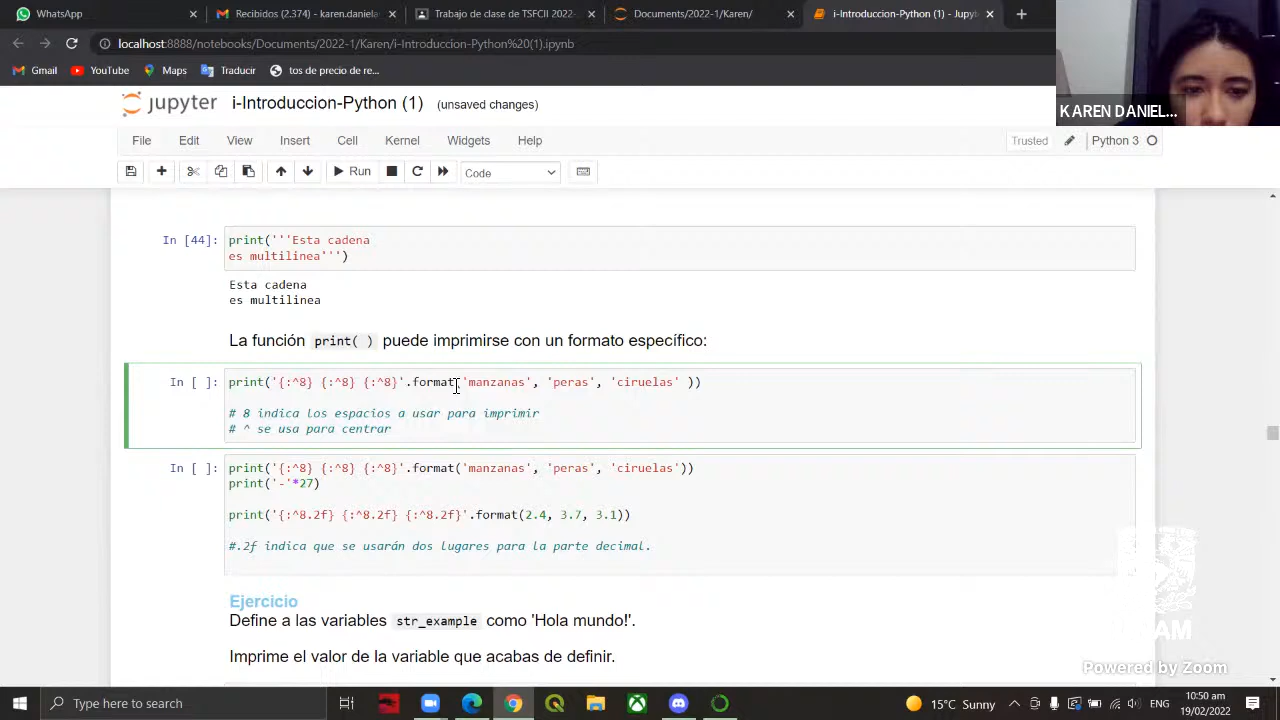 WhatsApp
Recibidos (2.374) - karen.daniela
Trabajo de clase de TSFCII 2022-
Documents/2022-1/Karen/
i-Introduccion-Python (1) - Jupyt
localhost:8888/notebooks/Documents/2022-1/Karen/i-Introduccion-Python%20(1).ipynb
Gmail
YouTube
Maps
Traducir
tos de precio de re...
KAREN DANIEL...
jupyter i-Introduccion-Python (1) (unsaved changes)
File Edit View Insert Cell Kernel Widgets Help
Trusted Python 3
Run Code
In [44]: print('''Esta cadena
es multilinea''')
Esta cadena
es multilinea
La función print( ) puede imprimirse con un formato específico:
In [ ]: print('{:^8} {:^8} {:^8}'.format('manzanas', 'peras', 'ciruelas' ))
# 8 indica los espacios a usar para imprimir
# ^ se usa para centrar
In [ ]: print('{:^8} {:^8} {:^8}'.format('manzanas', 'peras', 'ciruelas'))
print('-'*27)
print('{:^8.2f} {:^8.2f} {:^8.2f}'.format(2.4, 3.7, 3.1))
#.2f indica que se usarán dos lugares para la parte decimal.
Ejercicio
Define a las variables str_example como 'Hola mundo!'.
Imprime el valor de la variable que acabas de definir.
Powered by Zoom
Type here to search
15°C Sunny
10:50 am
19/02/2022